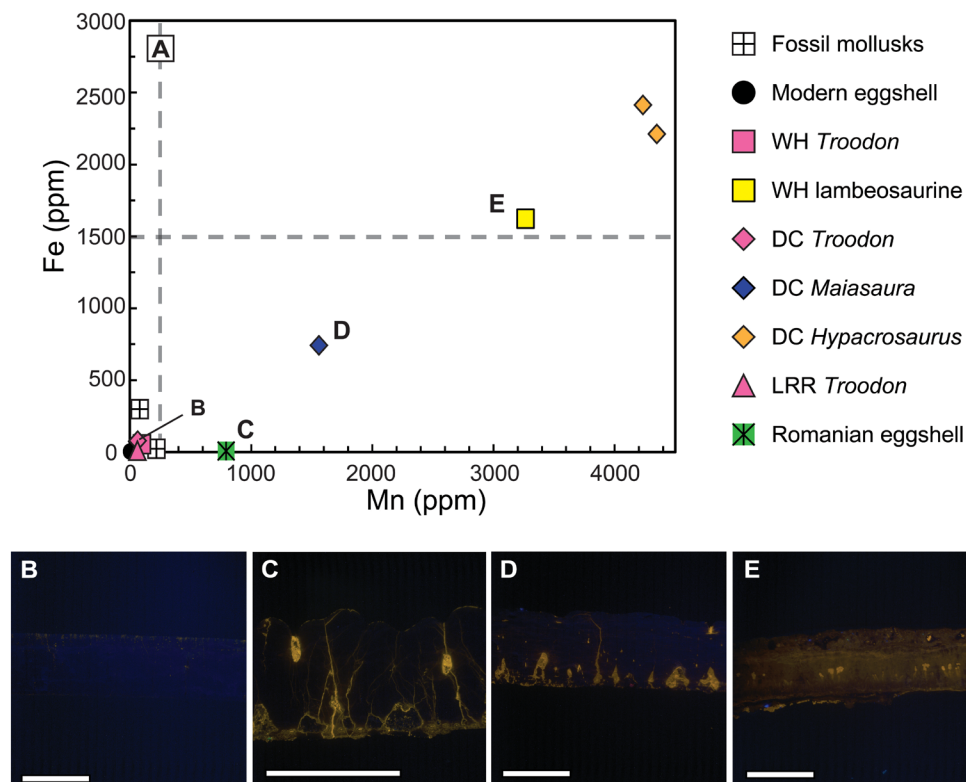 A
3000
2500
2000
1500
1000
500
0
Fe (ppm)
E
D
B
C
0
1000
2000
3000
4000
Mn (ppm)
Fossil mollusks
Modern eggshell
WH Troodon
WH lambeosaurine
DC Troodon
DC Maiasaura
DC Hypacrosaurus
LRR Troodon
Romanian eggshell
B
C
D
E